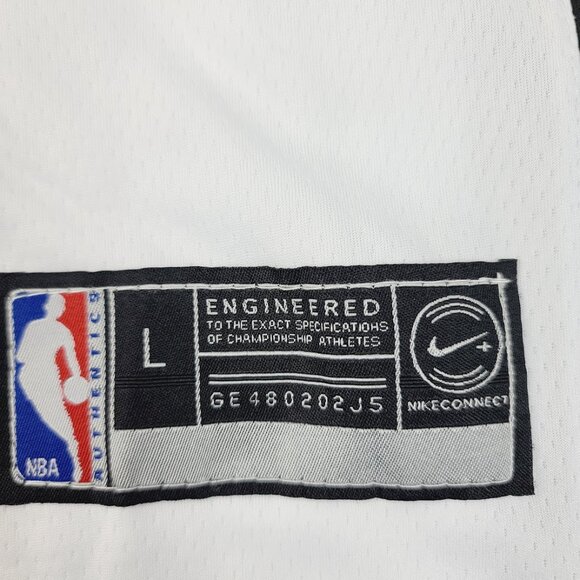 NBA
AUTHENTICS
L
ENGINEERED
TO THE EXACT SPECIFICATIONS
OF CHAMPIONSHIP ATHLETES
GE480202J5
NIKECONNECT